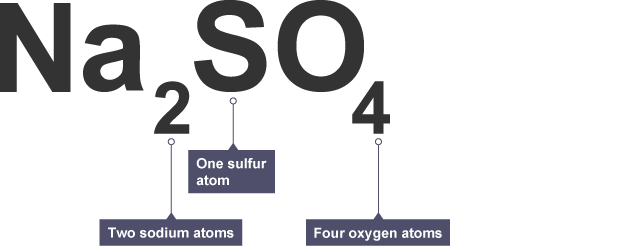 Na₂SO₄
One sulfur
atom
Two sodium atoms
Four oxygen atoms